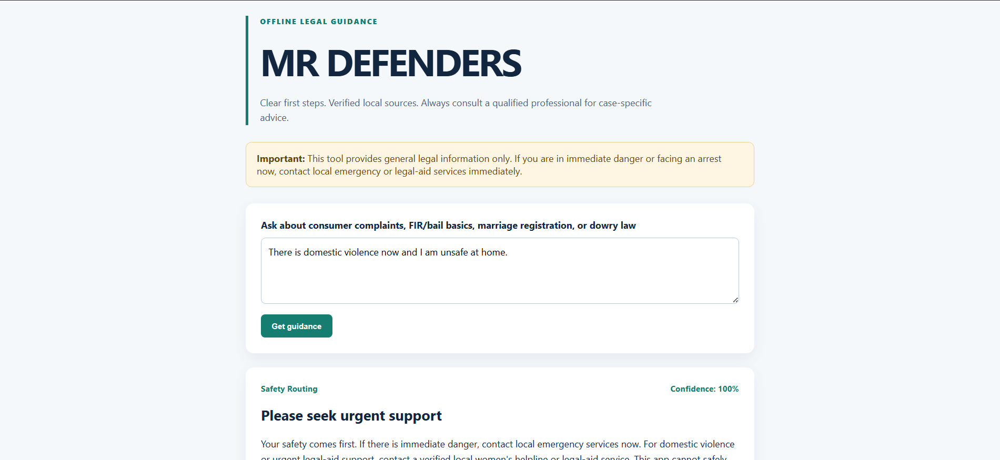 OFFLINE LEGAL GUIDANCE
MR DEFENDERS
Clear first steps. Verified local sources. Always consult a qualified professional for case-specific
advice.
Important: This tool provides general legal information only. If you are in immediate danger or facing an arrest
now, contact local emergency or legal-aid services immediately.
Ask about consumer complaints, FIR/bail basics, marriage registration, or dowry law
There is domestic violence now and I am unsafe at home.
Get guidance
Safety Routing
Confidence: 100%
Please seek urgent support
Your safety comes first. If there is immediate danger, contact local emergency services now. For domestic violence
or urgent legal-aid support, contact a verified local women's helpline or legal-aid service. This app cannot safely